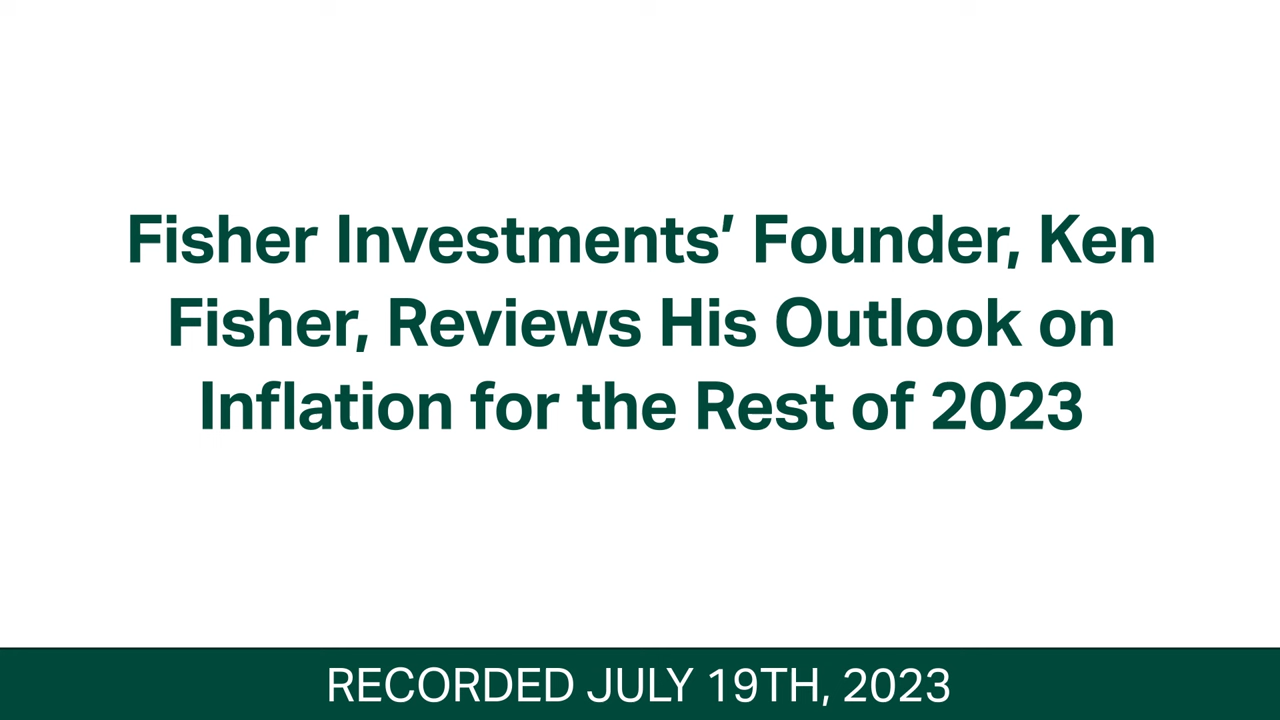 Fisher Investments’ Founder, Ken
Fisher, Reviews His Outlook on
Inflation for the Rest of 2023
RECORDED JULY 19TH, 2023